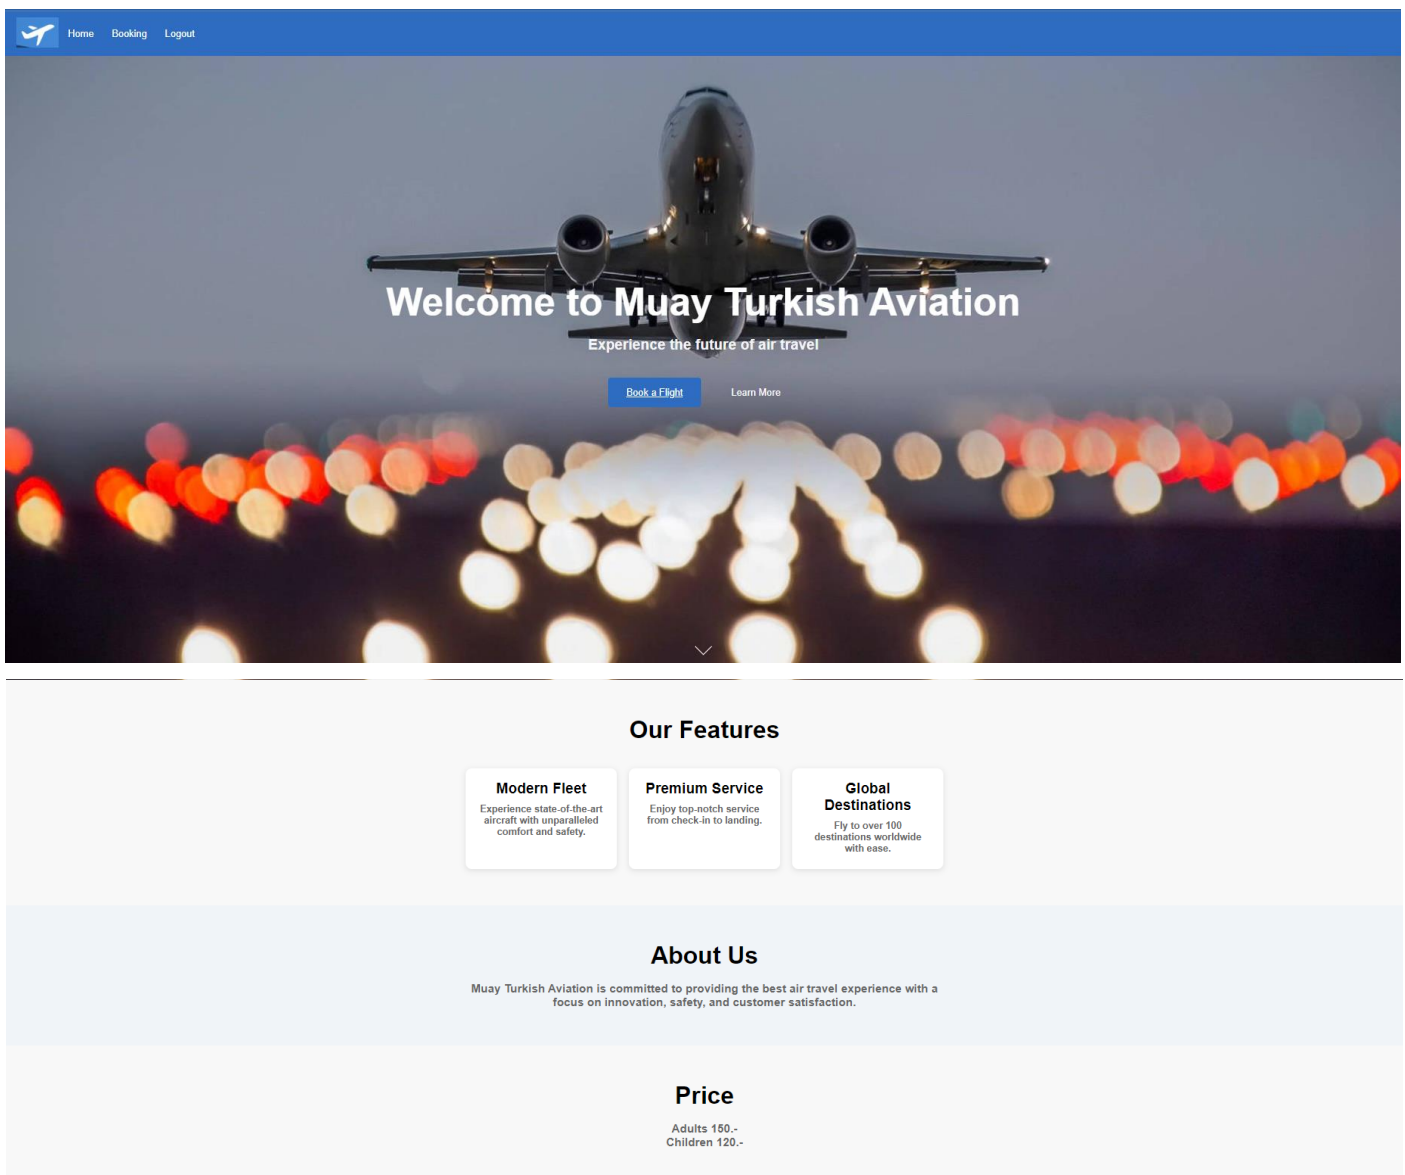 Home Booking Logout
Welcome to Muay Turkish Aviation
Experience the future of air travel
Book a Flight Learn More
Our Features
Modern Fleet
Experience state-of-the-art
aircraft with unparalleled
comfort and safety.
Premium Service
Enjoy top-notch service
from check-in to landing.
Global
Destinations
Fly to over 100
destinations worldwide
with ease.
About Us
Muay Turkish Aviation is committed to providing the best air travel experience with a
focus on innovation, safety, and customer satisfaction.
Price
Adults 150.-
Children 120.-